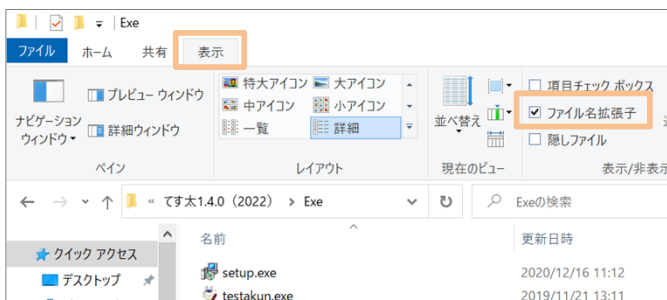 Exe
ファイル ホーム 共有 表示
特大アイコン 大アイコン 項目チェック ボックス
プレビュー ウィンドウ 中アイコン 小アイコン ファイル名拡張子
ナビゲーション ウィンドウ 詳細ウィンドウ 一覧 詳細 並べ替え 隠しファイル
ペイン レイアウト 現在のビュー 表示/非表示
« てす太1.4.0（2022） › Exe Exeの検索
名前 更新日時
クイック アクセス
setup.exe 2020/12/16 11:12
デスクトップ
testakun.exe 2019/11/21 13:11